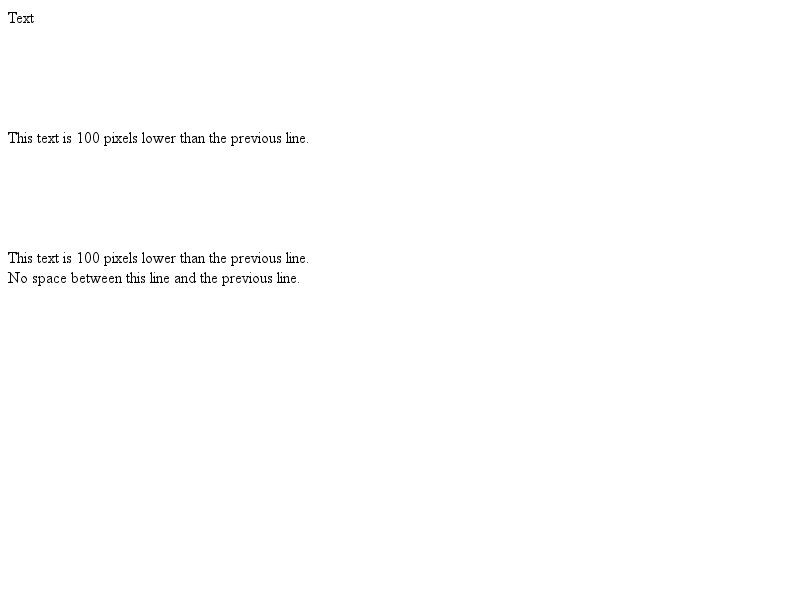 Text
This text is 100 pixels lower than the previous line.
This text is 100 pixels lower than the previous line.
No space between this line and the previous line.